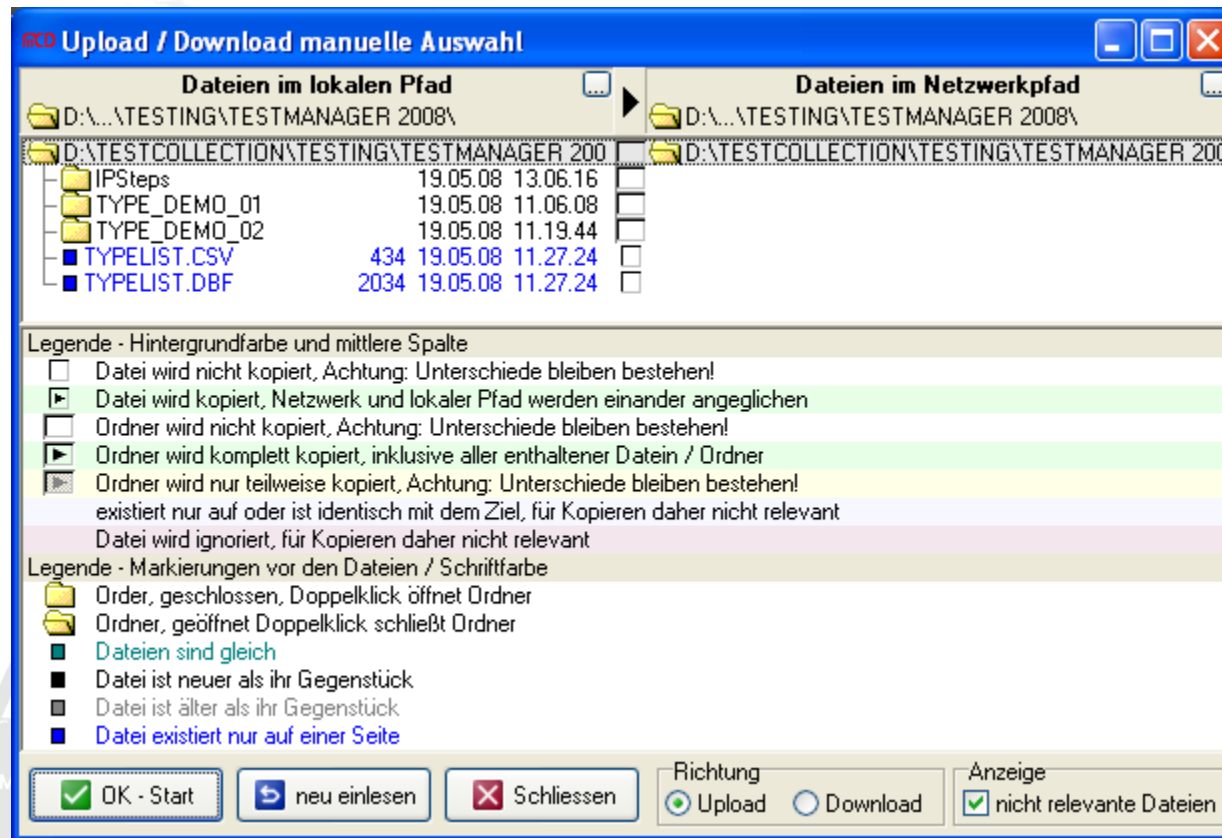 MCD Upload / Download manuelle Auswahl
Dateien im lokalen Pfad ... Dateien im Netzwerkpfad ...
D:\...\TESTING\TESTMANAGER 2008\ D:\...\TESTING\TESTMANAGER 2008\
D:\TESTCOLLECTION\TESTING\TESTMANAGER 200 D:\TESTCOLLECTION\TESTING\TESTMANAGER 200
IPSteps 19.05.08 13.06.16
TYPE_DEMO_01 19.05.08 11.06.08
TYPE_DEMO_02 19.05.08 11.19.44
TYPELIST.CSV 434 19.05.08 11.27.24
TYPELIST.DBF 2034 19.05.08 11.27.24
Legende - Hintergrundfarbe und mittlere Spalte
Datei wird nicht kopiert, Achtung: Unterschiede bleiben bestehen!
Datei wird kopiert, Netzwerk und lokaler Pfad werden einander angeglichen
Ordner wird nicht kopiert, Achtung: Unterschiede bleiben bestehen!
Ordner wird komplett kopiert, inklusive aller enthaltener Datein / Ordner
Ordner wird nur teilweise kopiert, Achtung: Unterschiede bleiben bestehen!
existiert nur auf oder ist identisch mit dem Ziel, für Kopieren daher nicht relevant
Datei wird ignoriert, für Kopieren daher nicht relevant
Legende - Markierungen vor den Dateien / Schriftfarbe
Order, geschlossen, Doppelklick öffnet Ordner
Ordner, geöffnet Doppelklick schließt Ordner
Dateien sind gleich
Datei ist neuer als ihr Gegenstück
Datei ist älter als ihr Gegenstück
Datei existiert nur auf einer Seite
OK - Start neu einlesen Schliessen
Richtung
Upload Download
Anzeige
nicht relevante Dateien